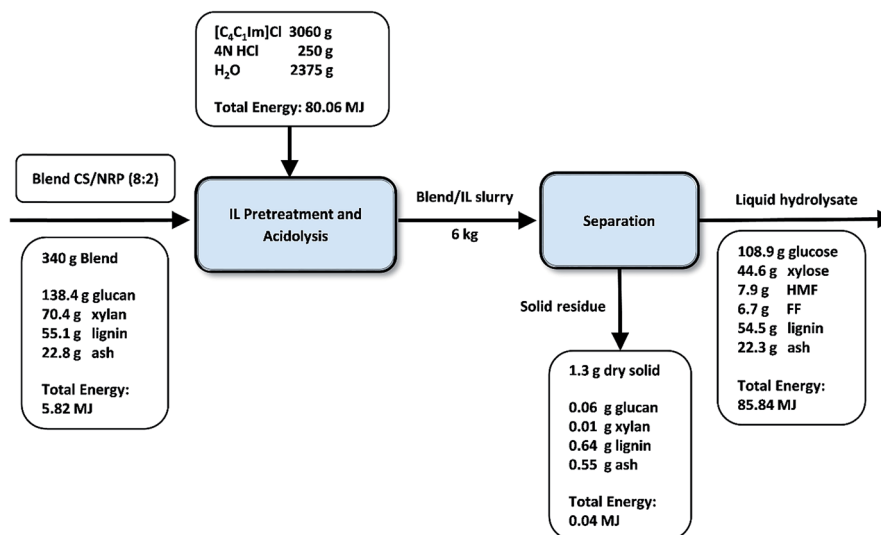 [C₄C₁Im]Cl 3060 g
4N HCl 250 g
H₂O 2375 g
Total Energy: 80.06 MJ
Blend CS/NRP (8:2)
IL Pretreatment and
Acidolysis
Blend/IL slurry
6 kg
Separation
Liquid hydrolysate
340 g Blend
138.4 g glucan
70.4 g xylan
55.1 g lignin
22.8 g ash
Total Energy:
5.82 MJ
Solid residue
1.3 g dry solid
0.06 g glucan
0.01 g xylan
0.64 g lignin
0.55 g ash
Total Energy:
0.04 MJ
108.9 g glucose
44.6 g xylose
7.9 g HMF
6.7 g FF
54.5 g lignin
22.3 g ash
Total Energy:
85.84 MJ